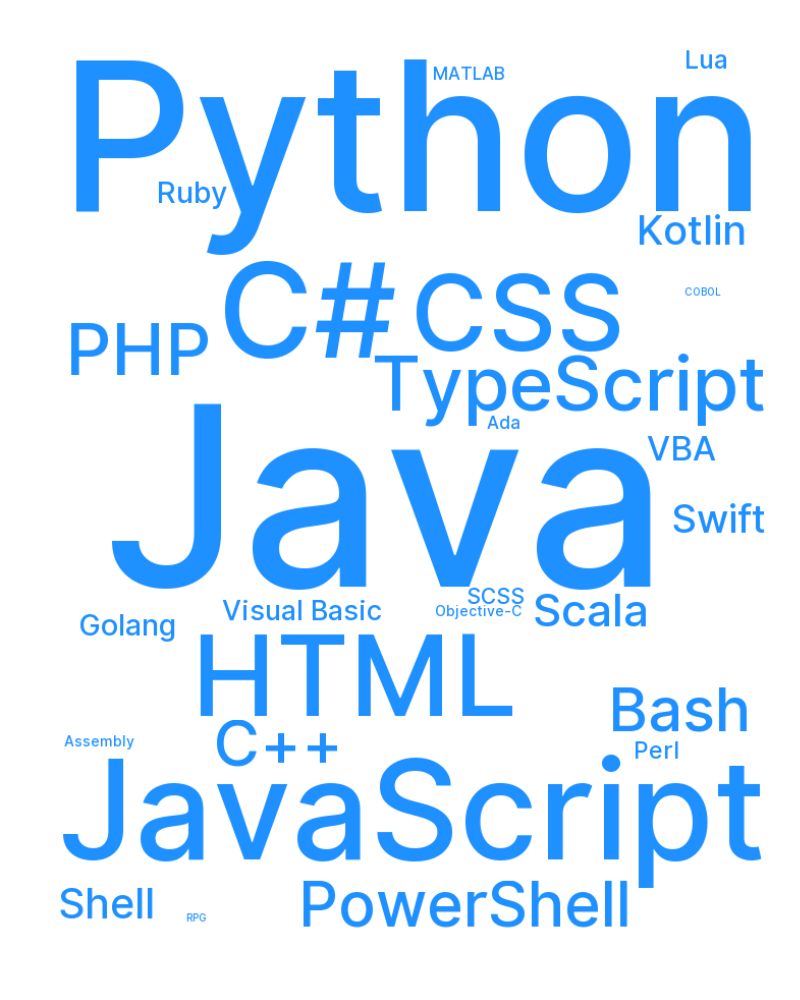 Lua
MATLAB
Python
Ruby
Kotlin
C#
CSS
COBOL
PHP
TypeScript
Ada
VBA
Java
Swift
SCSS
Visual Basic
Objective-C
Scala
Golang
HTML
Bash
C++
Assembly
Perl
JavaScript
Shell
PowerShell
RPG